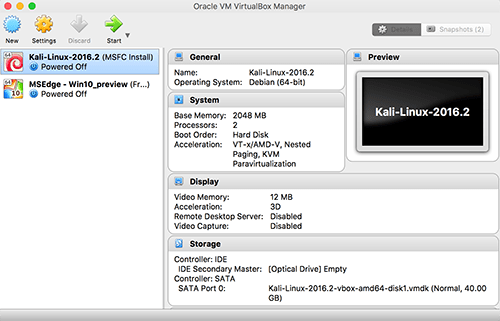 Oracle VM VirtualBox Manager
New
Settings
Discard
Start
Details
Snapshots (2)
Kali-Linux-2016.2 (MSFC Install)
Powered Off
MSEdge - Win10_preview (Fr...)
Powered Off
General
Name: Kali-Linux-2016.2
Operating System: Debian (64-bit)
System
Base Memory: 2048 MB
Processors: 2
Boot Order: Hard Disk
Acceleration: VT-x/AMD-V, Nested
Paging, KVM
Paravirtualization
Preview
Kali-Linux-2016.2
Display
Video Memory: 12 MB
Acceleration: 3D
Remote Desktop Server: Disabled
Video Capture: Disabled
Storage
Controller: IDE
IDE Secondary Master: [Optical Drive] Empty
Controller: SATA
SATA Port 0: Kali-Linux-2016.2-vbox-amd64-disk1.vmdk (Normal, 40.00
GB)